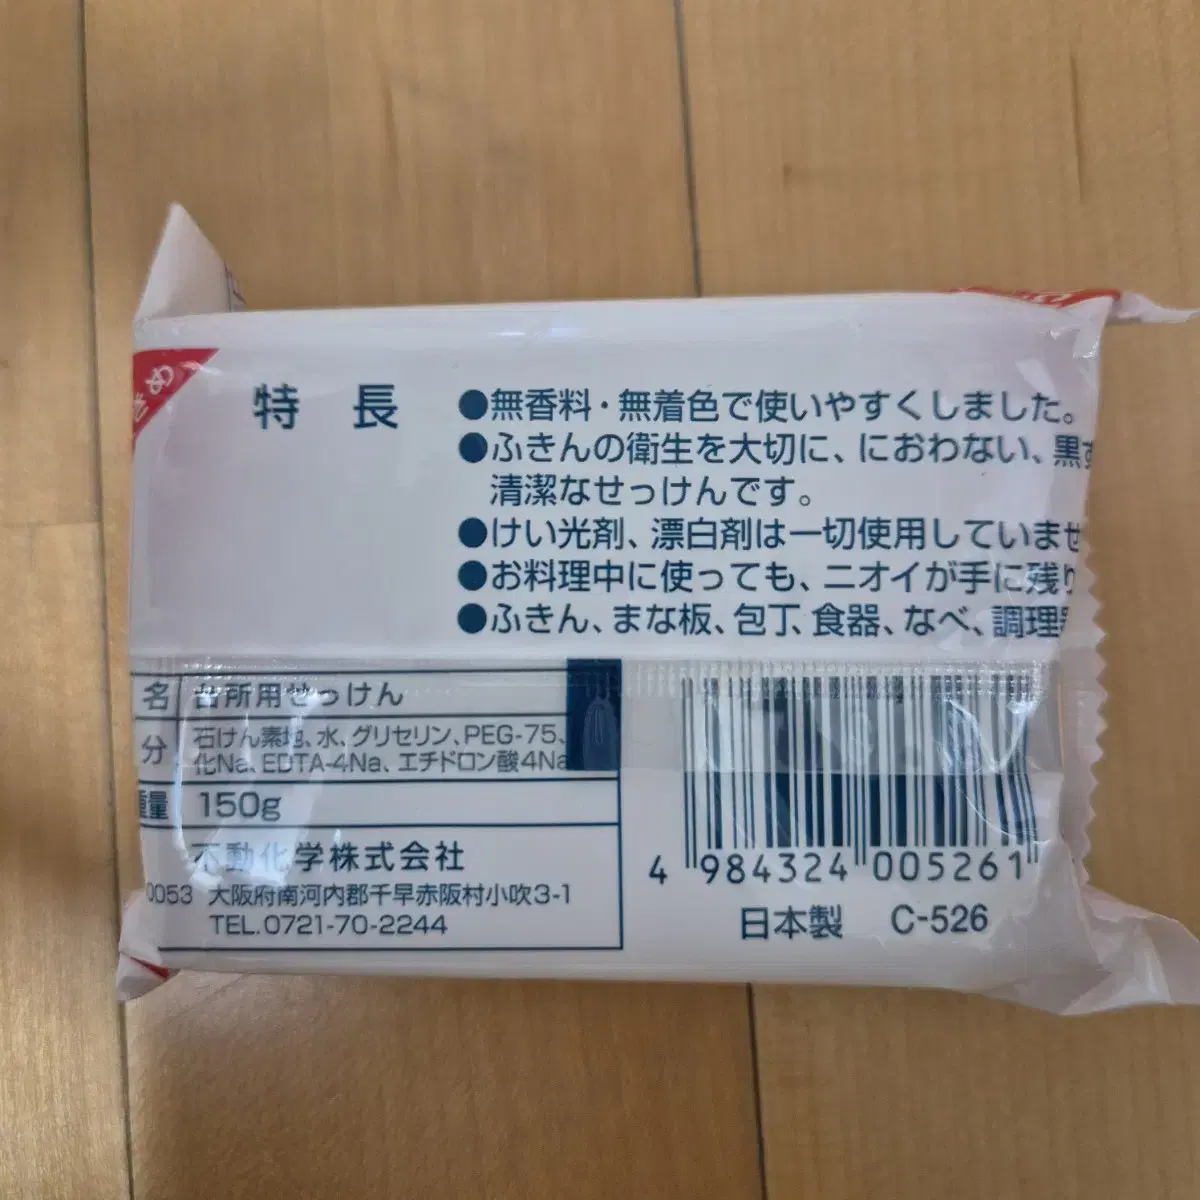 きめ
特 長
●無香料・無着色で使いやすくしました。
●ふきんの衛生を大切に、におわない、黒ず
清潔なせっけんです。
●けい光剤、漂白剤は一切使用していませ
●お料理中に使っても、ニオイが手に残り
●ふきん、まな板、包丁、食器、なべ、調理器
名 台所用せっけん
分 石けん素地、水、グリセリン、PEG-75、
化Na、EDTA-4Na、エチドロン酸4Na
重量 150g
不動化学株式会社
0053 大阪府南河内郡千早赤阪村小吹3-1
TEL.0721-70-2244
4 984324 005261
日本製 C-526